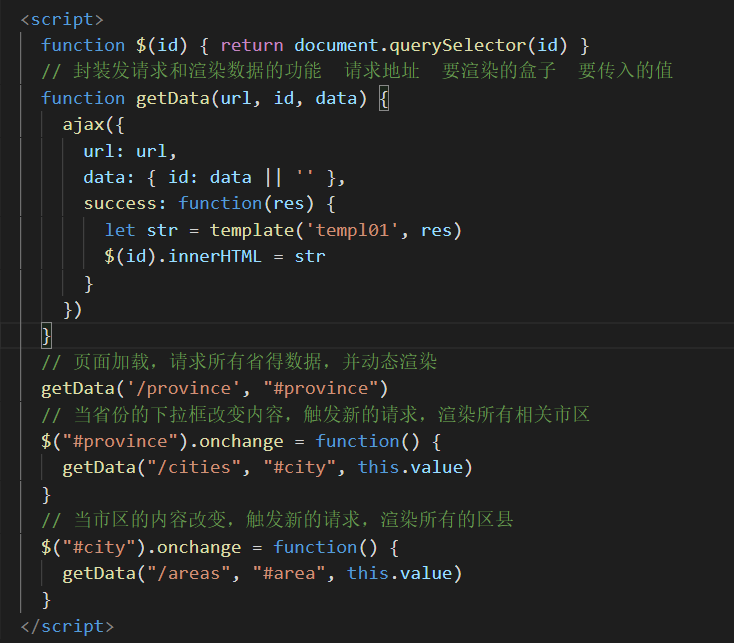 <script>
function $(id) { return document.querySelector(id) }
// 封装发请求和渲染数据的功能  请求地址  要渲染的盒子  要传入的值
function getData(url, id, data) {
ajax({
url: url,
data: { id: data || '' },
success: function(res) {
let str = template('templ01', res)
$(id).innerHTML = str
}
})
}
// 页面加载，请求所有省得数据，并动态渲染
getData('/province', "#province")
// 当省份的下拉框改变内容，触发新的请求，渲染所有相关市区
$("#province").onchange = function() {
getData("/cities", "#city", this.value)
}
// 当市区的内容改变，触发新的请求，渲染所有的区县
$("#city").onchange = function() {
getData("/areas", "#area", this.value)
}
</script>